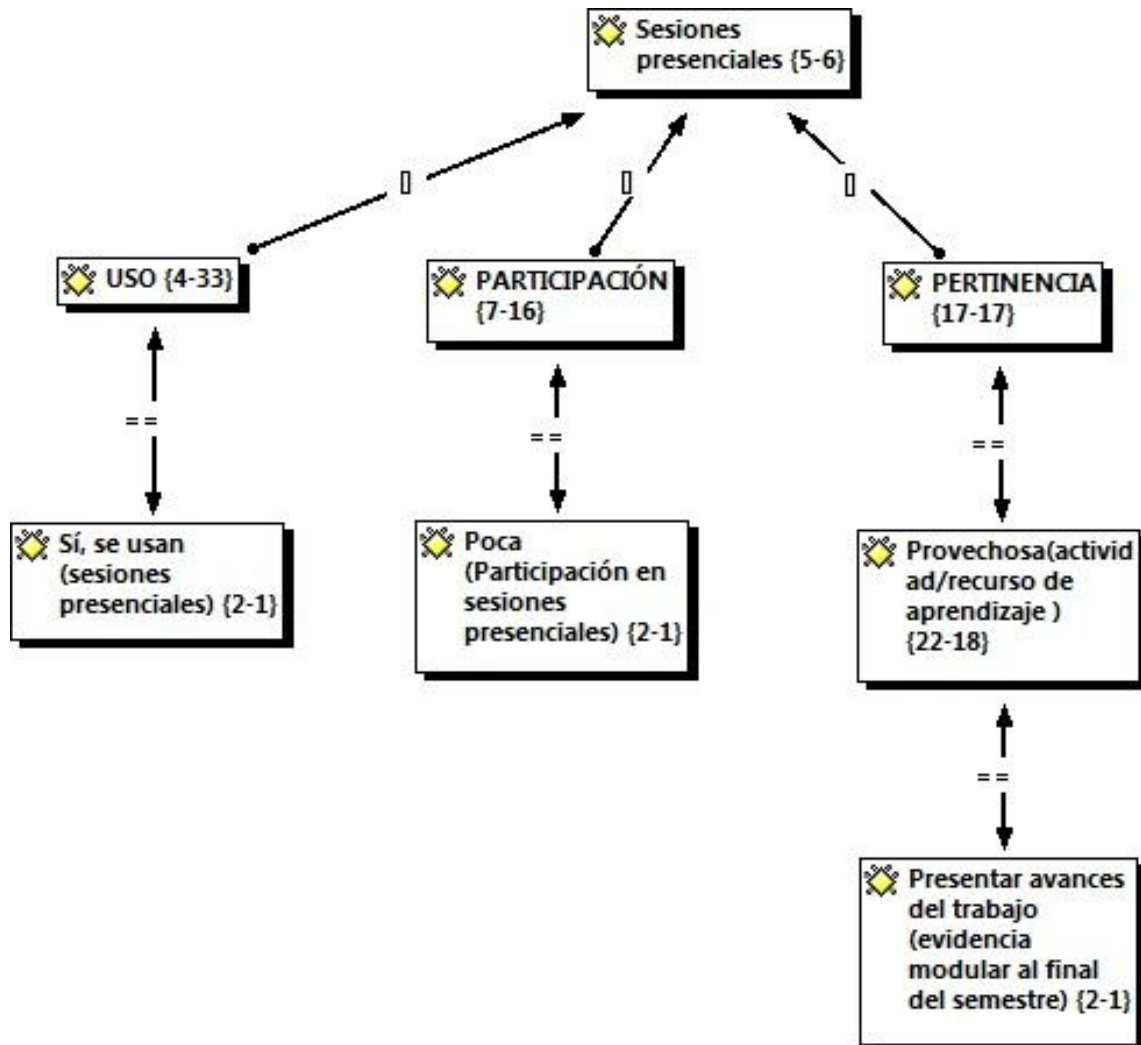 Sesiones
presenciales {5-6}
[]
[]
[]
USO {4-33}
PARTICIPACIÓN
{7-16}
PERTINENCIA
{17-17}
==
==
==
Sí, se usan
(sesiones
presenciales) {2-1}
Poca
(Participación en
sesiones
presenciales) {2-1}
Provechosa(activid
ad/recurso de
aprendizaje )
{22-18}
==
Presentar avances
del trabajo
(evidencia
modular al final
del semestre) {2-1}